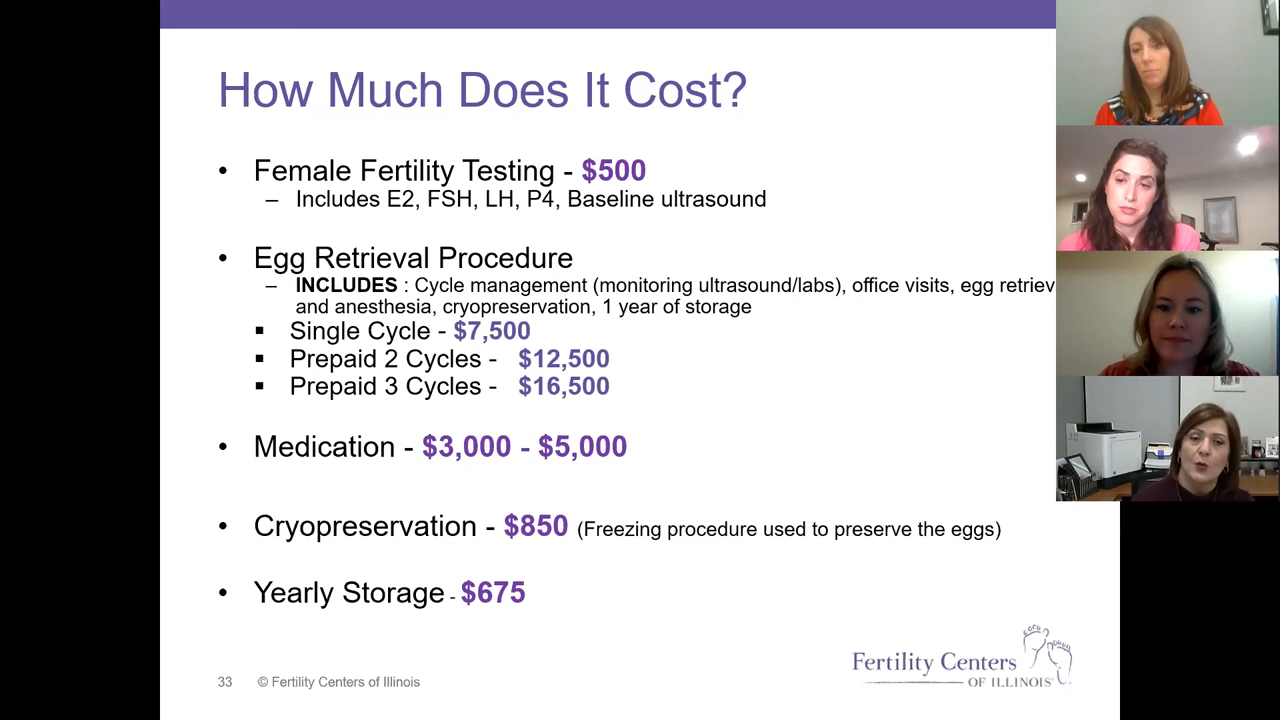 How Much Does It Cost?
• Female Fertility Testing - $500
– Includes E2, FSH, LH, P4, Baseline ultrasound
• Egg Retrieval Procedure
– INCLUDES : Cycle management (monitoring ultrasound/labs), office visits, egg retriev
and anesthesia, cryopreservation, 1 year of storage
▪ Single Cycle - $7,500
▪ Prepaid 2 Cycles - $12,500
▪ Prepaid 3 Cycles - $16,500
• Medication - $3,000 - $5,000
• Cryopreservation - $850 (Freezing procedure used to preserve the eggs)
• Yearly Storage - $675
33 © Fertility Centers of Illinois
Fertility Centers
OF ILLINOIS